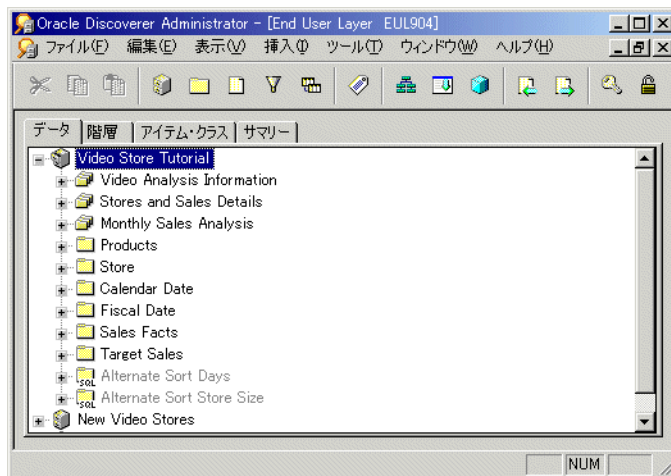 Oracle Discoverer Administrator - [End User Layer EUL904]
ファイル(F) 編集(E) 表示(V) 挿入(I) ツール(T) ウィンドウ(W) ヘルプ(H)
データ 階層 アイテム・クラス サマリー
Video Store Tutorial
Video Analysis Information
Stores and Sales Details
Monthly Sales Analysis
Products
Store
Calendar Date
Fiscal Date
Sales Facts
Target Sales
SQL Alternate Sort Days
SQL Alternate Sort Store Size
New Video Stores
NUM